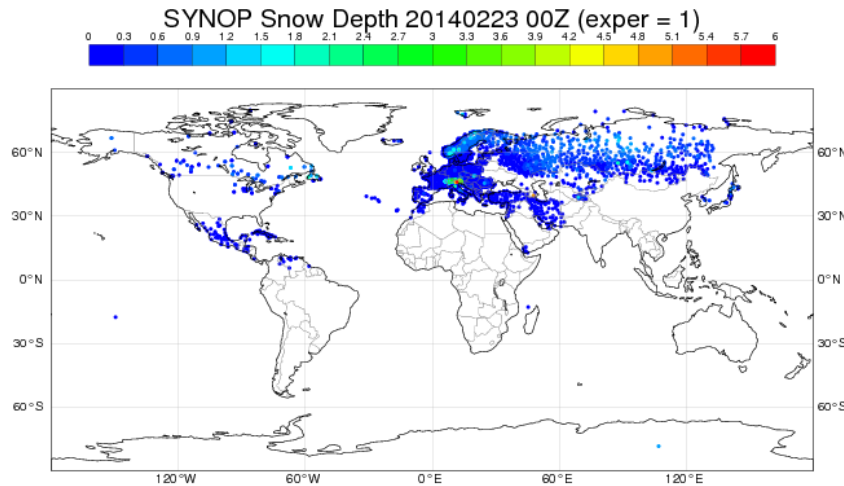 SYNOP Snow Depth 20140223 00Z (exper = 1)
0 0.3 0.6 0.9 1.2 1.5 1.8 2.1 2.4 2.7 3 3.3 3.6 3.9 4.2 4.5 4.8 5.1 5.4 5.7 6
60°N 60°N
30°N 30°N
0°N 0°N
30°S 30°S
60°S 60°S
120°W 60°W 0°E 60°E 120°E